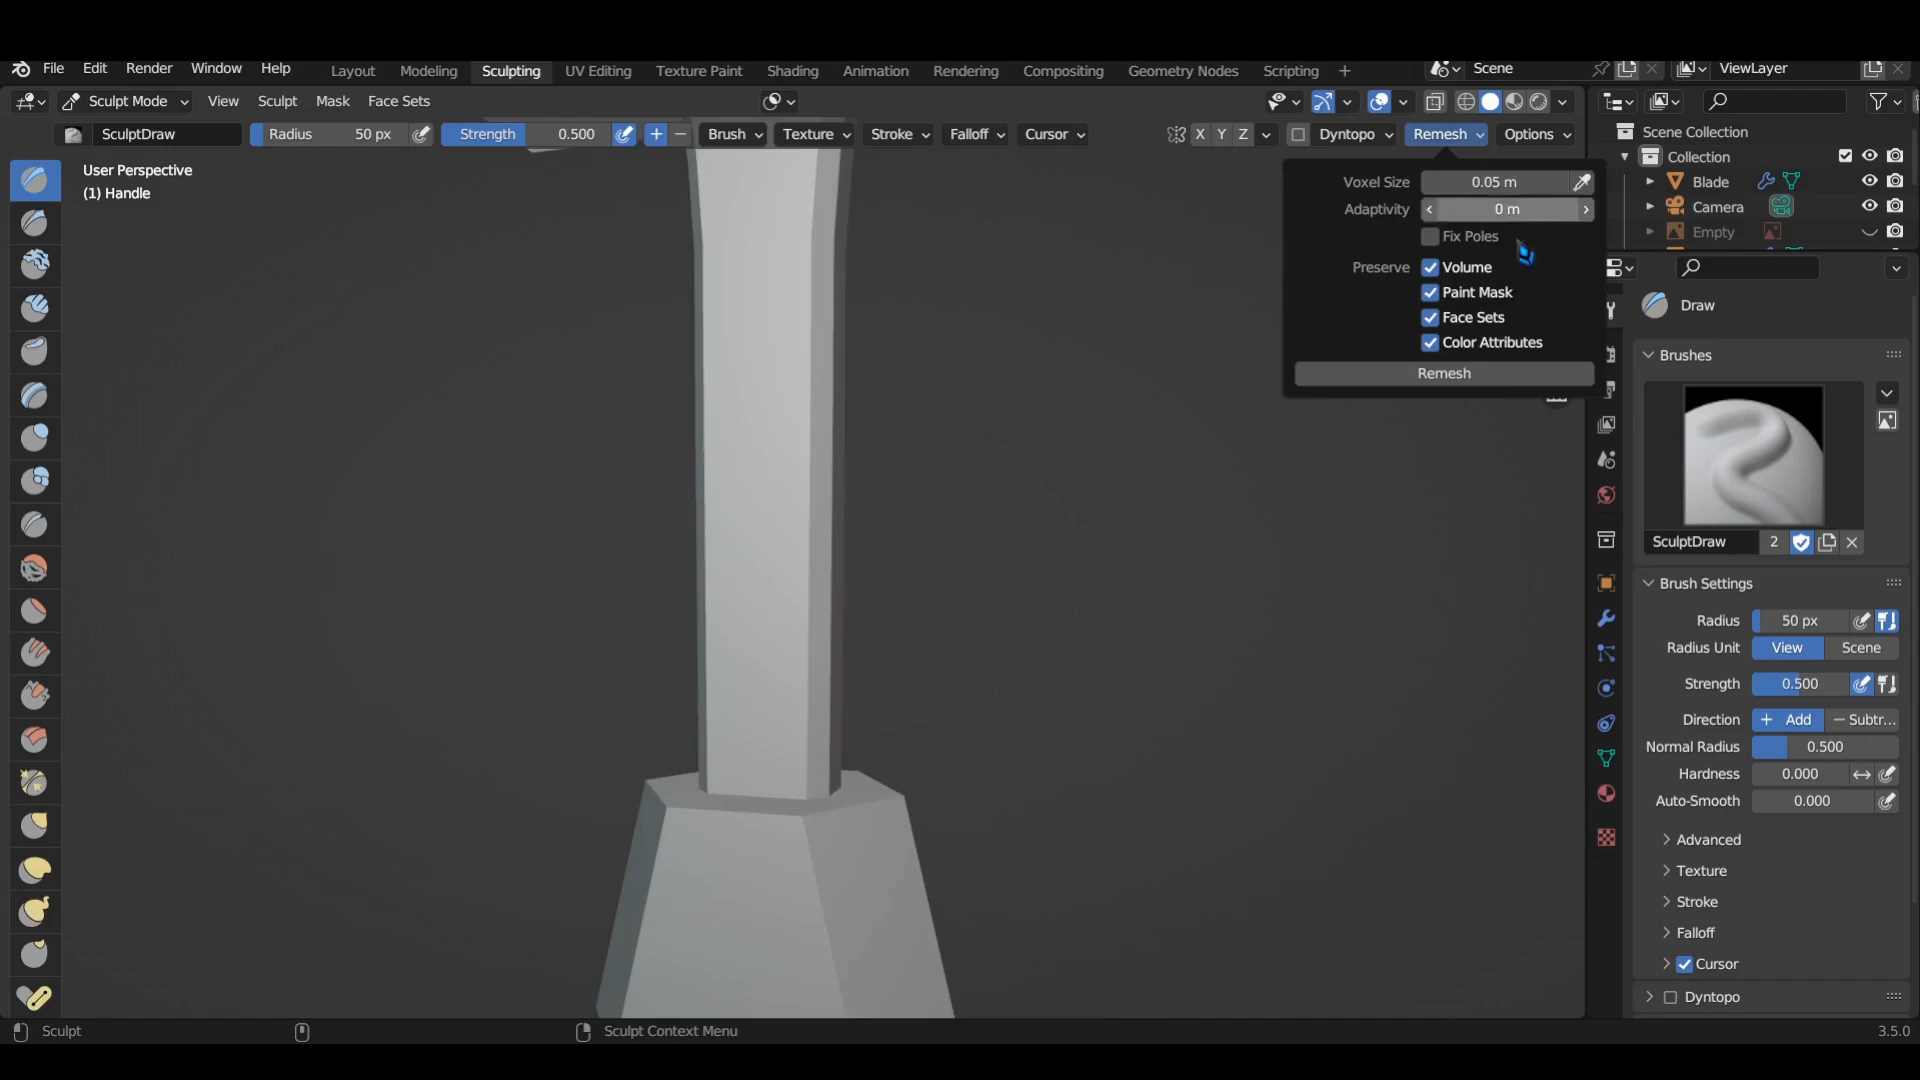 File Edit Render Window Help Layout Modeling Sculpting UV Editing Texture Paint Shading Animation Rendering Compositing Geometry Nodes Scripting + Scene ViewLayer
Sculpt Mode View Sculpt Mask Face Sets
SculptDraw Radius 50 px Strength 0.500 Brush Texture Stroke Falloff Cursor X Y Z Dyntopo Remesh Options
User Perspective
(1) Handle
Voxel Size 0.05 m
Adaptivity 0 m
Fix Poles
Preserve Volume
Paint Mask
Face Sets
Color Attributes
Remesh
Scene Collection
Collection
Blade
Camera
Empty
Draw
Brushes
SculptDraw 2
Brush Settings
Radius 50 px
Radius Unit View Scene
Strength 0.500
Direction + Add − Subtr...
Normal Radius 0.500
Hardness 0.000
Auto-Smooth 0.000
Advanced
Texture
Stroke
Falloff
Cursor
Dyntopo
Sculpt Sculpt Context Menu 3.5.0